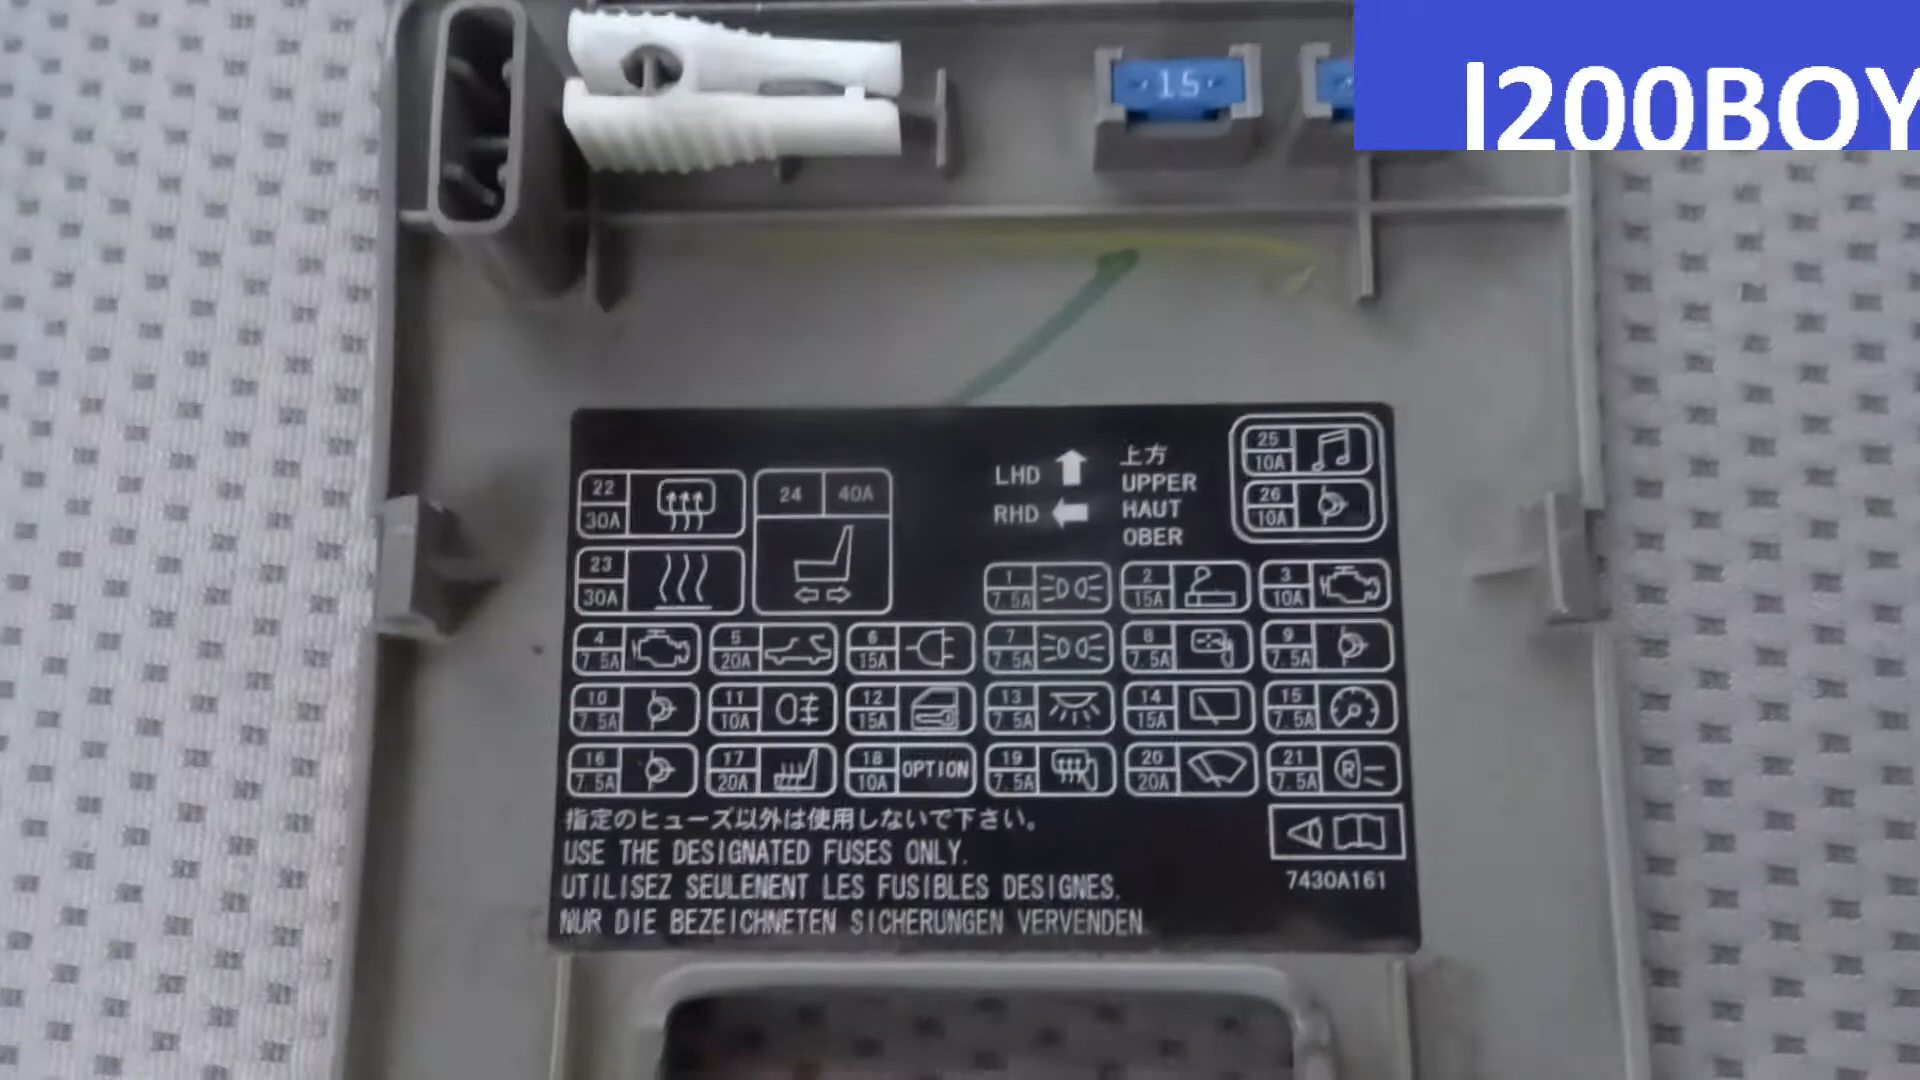 I200BOY
15
25
10A
26
10A
22
30A
23
30A
24 40A
LHD
RHD
上方
UPPER
HAUT
OBER
1
7.5A
2
15A
3
10A
4
7.5A
5
20A
6
15A
7
7.5A
8
7.5A
9
7.5A
10
7.5A
11
10A
12
15A
13
7.5A
14
15A
15
7.5A
16
7.5A
17
20A
18
10A
OPTION
19
7.5A
20
20A
21
7.5A
R
指定のヒューズ以外は使用しないで下さい。
USE THE DESIGNATED FUSES ONLY.
UTILISEZ SEULENENT LES FUSIBLES DESIGNES.
NUR DIE BEZEICHNETEN SICHERUNGEN VERVENDEN.
7430A161